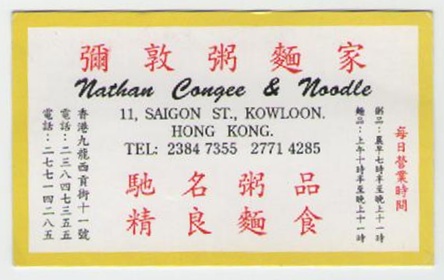 彌敦粥麵家
Nathan Congee & Noodle
11, SAIGON ST., KOWLOON.
HONG KONG.
TEL: 2384 7355 2771 4285
馳名粥品
精良麵食
香港九龍西貢街十一號
電話：二三八四七三五五
電話：二七七一四二八五
每日營業時間
粥品：晨早七時半至晚上十一時
麵品：上午十時半至晚上十一時